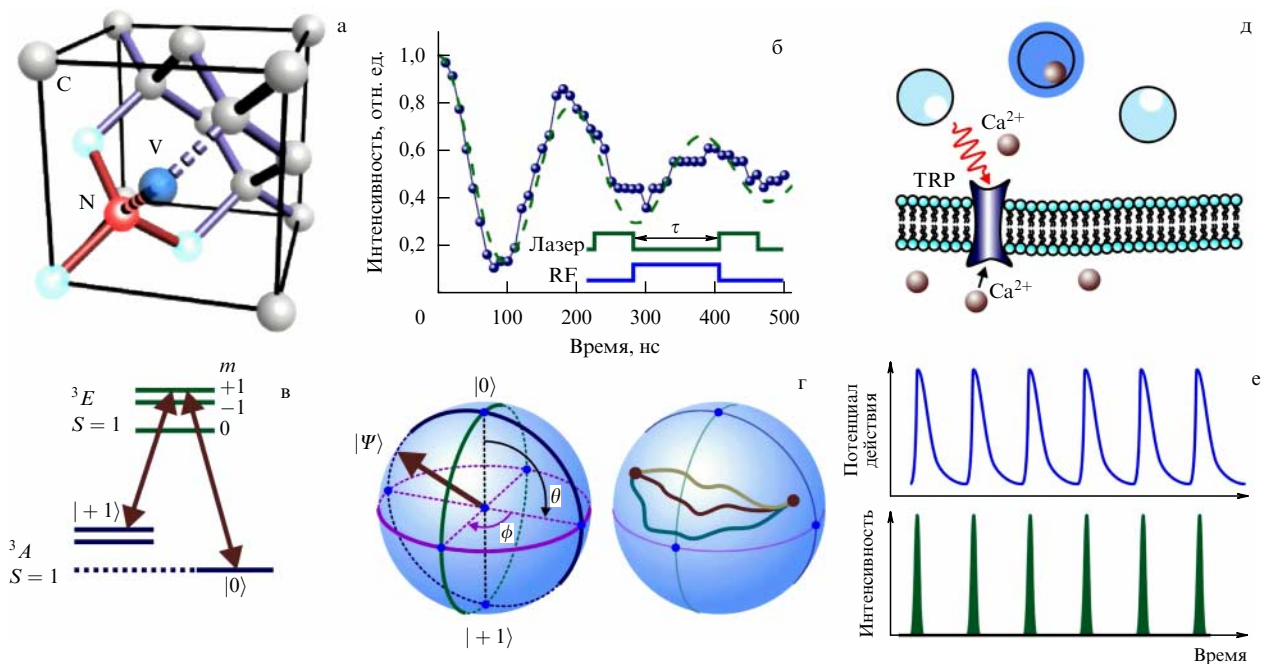 а
C
V
N
б
Интенсивность, отн. ед.
1,0
0,8
0,6
0,4
0,2
Лазер
τ
RF
0
100
200
300
400
500
Время, нс
д
Ca²⁺
TRP
Ca²⁺
в
m
³E
S = 1
+1
−1
0
|+1⟩
³A
S = 1
|0⟩
г
|0⟩
|Ψ⟩
θ
ϕ
|+1⟩
е
Потенциал
действия
Интенсивность
Время